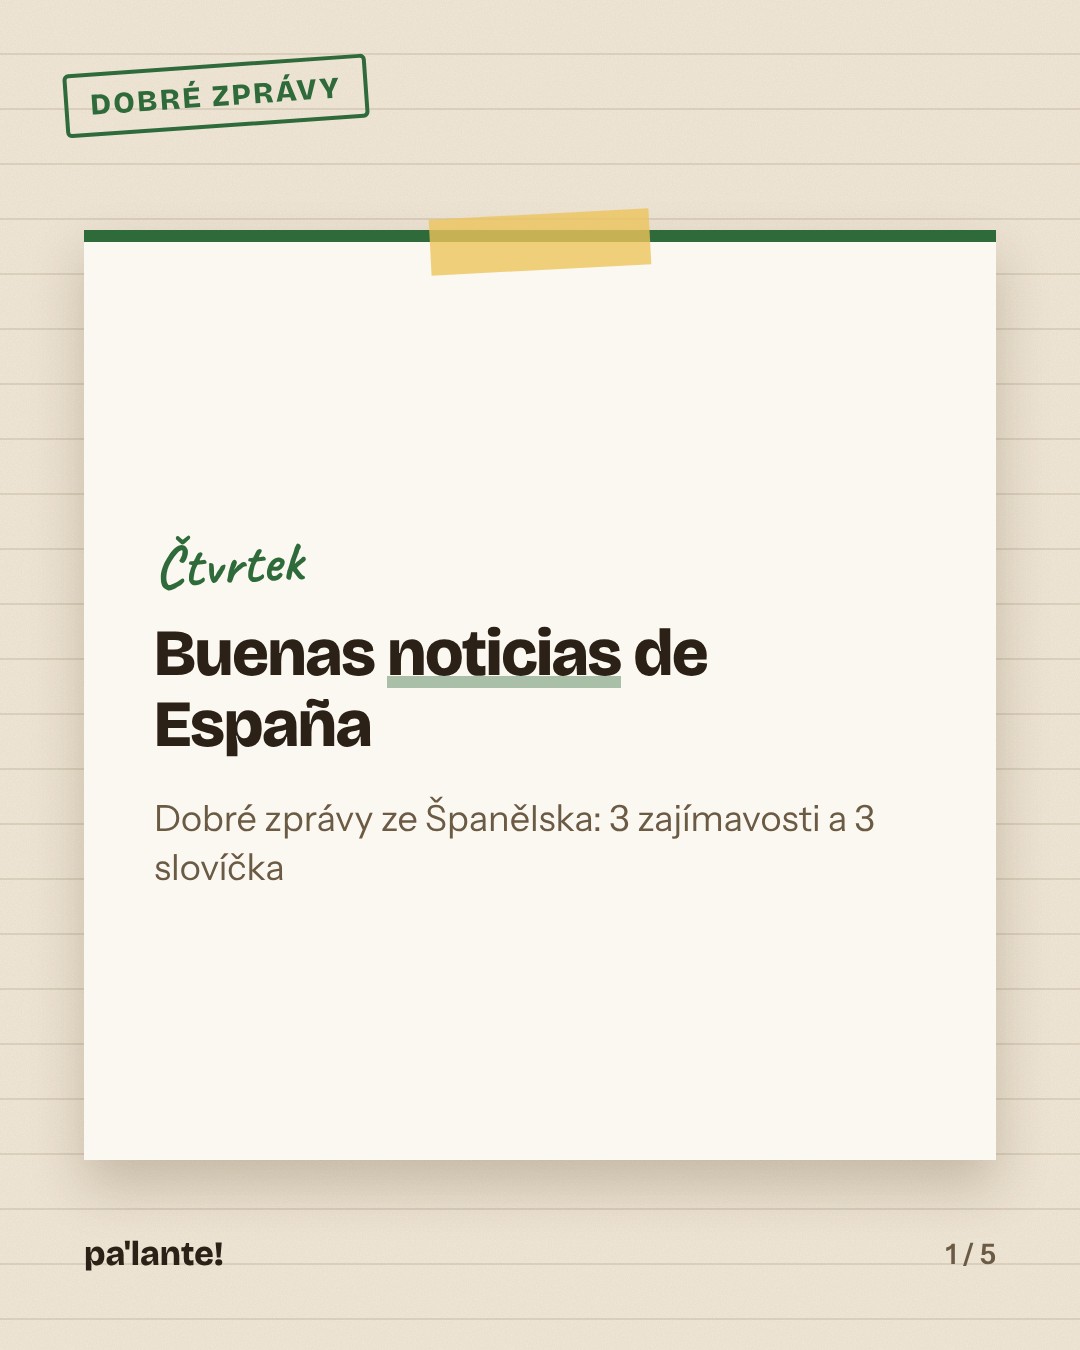 DOBRÉ ZPRÁVY
Čtvrtek
Buenas noticias de
España
Dobré zprávy ze Španělska: 3 zajímavosti a 3
slovíčka
pa'lante!
1 / 5